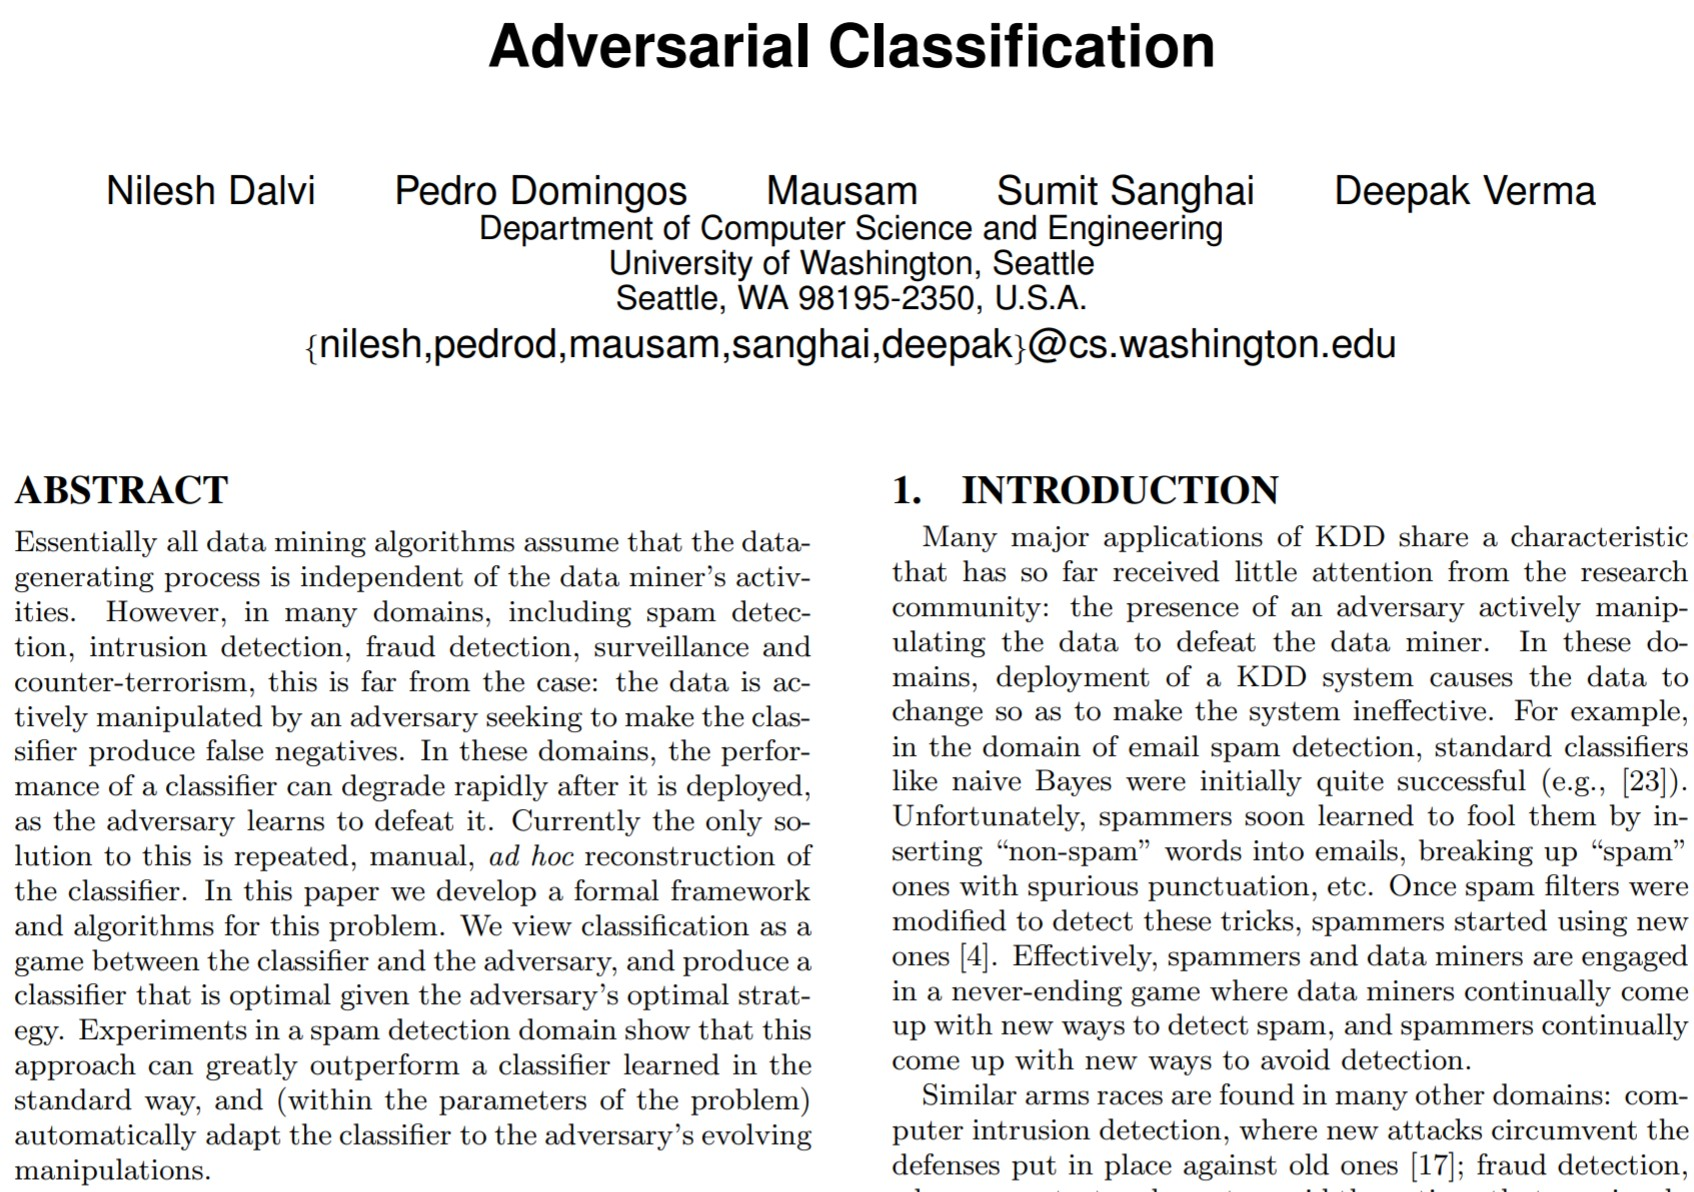 Adversarial Classification
Nilesh Dalvi Pedro Domingos Mausam Sumit Sanghai Deepak Verma
Department of Computer Science and Engineering
University of Washington, Seattle
Seattle, WA 98195-2350, U.S.A.
{nilesh,pedrod,mausam,sanghai,deepak}@cs.washington.edu
ABSTRACT
Essentially all data mining algorithms assume that the data-
generating process is independent of the data miner's activ-
ities. However, in many domains, including spam detec-
tion, intrusion detection, fraud detection, surveillance and
counter-terrorism, this is far from the case: the data is ac-
tively manipulated by an adversary seeking to make the clas-
sifier produce false negatives. In these domains, the perfor-
mance of a classifier can degrade rapidly after it is deployed,
as the adversary learns to defeat it. Currently the only so-
lution to this is repeated, manual, ad hoc reconstruction of
the classifier. In this paper we develop a formal framework
and algorithms for this problem. We view classification as a
game between the classifier and the adversary, and produce a
classifier that is optimal given the adversary's optimal strat-
egy. Experiments in a spam detection domain show that this
approach can greatly outperform a classifier learned in the
standard way, and (within the parameters of the problem)
automatically adapt the classifier to the adversary's evolving
manipulations.
1. INTRODUCTION
Many major applications of KDD share a characteristic
that has so far received little attention from the research
community: the presence of an adversary actively manip-
ulating the data to defeat the data miner. In these do-
mains, deployment of a KDD system causes the data to
change so as to make the system ineffective. For example,
in the domain of email spam detection, standard classifiers
like naive Bayes were initially quite successful (e.g., [23]).
Unfortunately, spammers soon learned to fool them by in-
serting “non-spam” words into emails, breaking up “spam”
ones with spurious punctuation, etc. Once spam filters were
modified to detect these tricks, spammers started using new
ones [4]. Effectively, spammers and data miners are engaged
in a never-ending game where data miners continually come
up with new ways to detect spam, and spammers continually
come up with new ways to avoid detection.
Similar arms races are found in many other domains: com-
puter intrusion detection, where new attacks circumvent the
defenses put in place against old ones [17]; fraud detection,